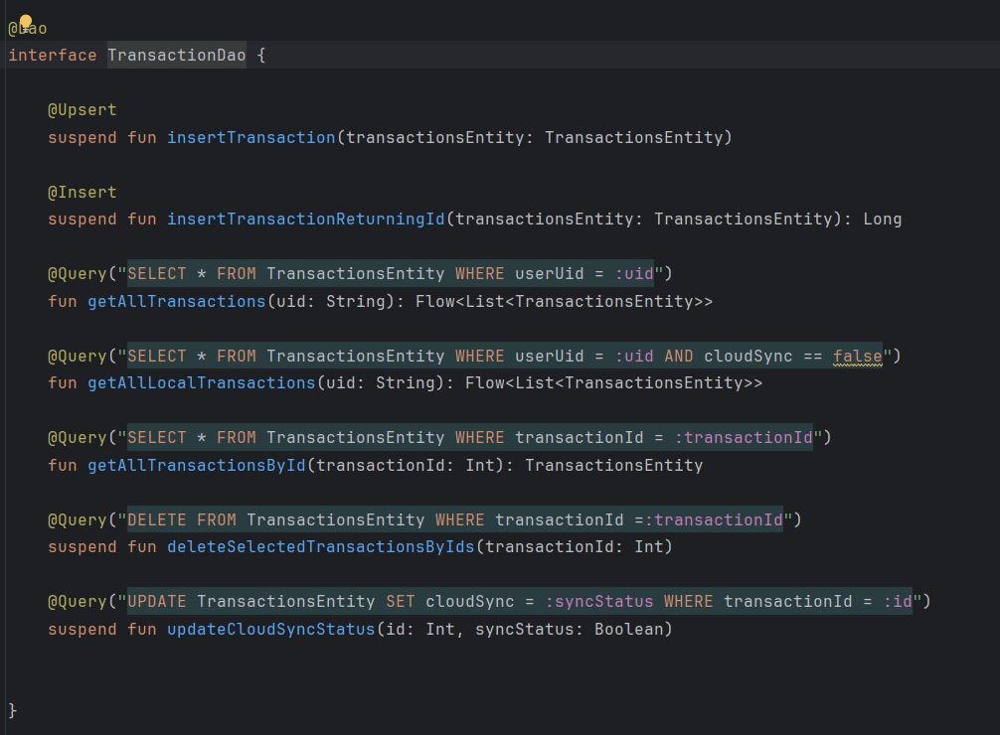 @Dao
interface TransactionDao {
@Upsert
suspend fun insertTransaction(transactionsEntity: TransactionsEntity)
@Insert
suspend fun insertTransactionReturningId(transactionsEntity: TransactionsEntity): Long
@Query("SELECT * FROM TransactionsEntity WHERE userUid = :uid")
fun getAllTransactions(uid: String): Flow<List<TransactionsEntity>>
@Query("SELECT * FROM TransactionsEntity WHERE userUid = :uid AND cloudSync == false")
fun getAllLocalTransactions(uid: String): Flow<List<TransactionsEntity>>
@Query("SELECT * FROM TransactionsEntity WHERE transactionId = :transactionId")
fun getAllTransactionsById(transactionId: Int): TransactionsEntity
@Query("DELETE FROM TransactionsEntity WHERE transactionId =:transactionId")
suspend fun deleteSelectedTransactionsByIds(transactionId: Int)
@Query("UPDATE TransactionsEntity SET cloudSync = :syncStatus WHERE transactionId = :id")
suspend fun updateCloudSyncStatus(id: Int, syncStatus: Boolean)
}